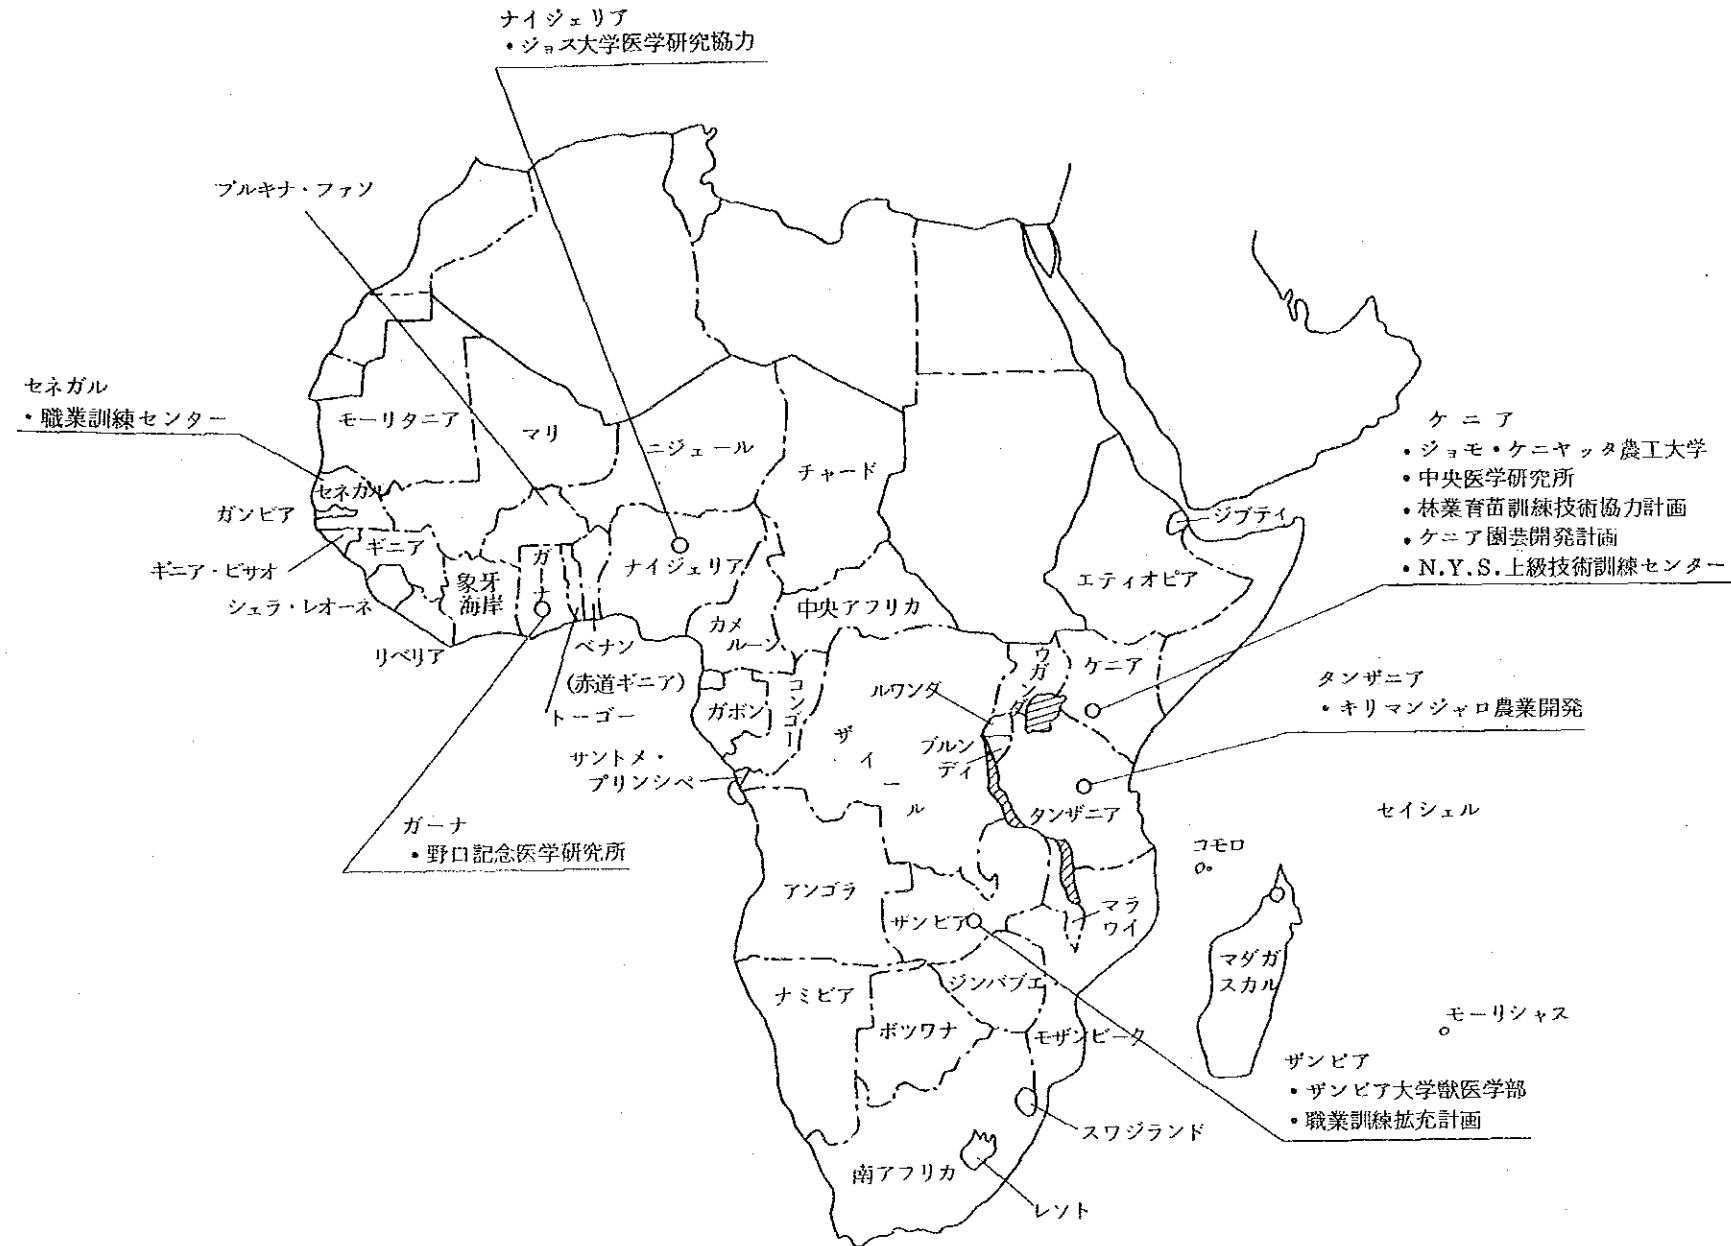 ナイジェリア
・ジョス大学医学研究協力
ブルキナ・ファソ
セネガル
・職業訓練センター
モーリタニア
マリ
ニジェール
チャード
ケニア
・ジョモ・ケニヤッタ農工大学
・中央医学研究所
・林業育苗訓練技術協力計画
・ケニア園芸開発計画
・N.Y.S.上級技術訓練センター
セネガル
ガンビア
ジブティ
ギニア
ギニア・ビサオ
ガーナ
ナイジェリア
エティオピア
象牙
海岸
シェラ・レオーネ
中央アフリカ
カメ
ルーン
リベリア
ベナン
ウガンダ
ケニア
(赤道ギニア)
コンゴー
ルワンダ
タンザニア
・キリマンジャロ農業開発
トーゴー
ガボン
ザイール
ブルン
ディ
サントメ・
プリンシペ
タンザニア
セイシェル
ガーナ
・野口記念医学研究所
コモロ
アンゴラ
ザンビア
マラ
ウイ
マダガ
スカル
ナミビア
ジンバブエ
ボツワナ
モザンビーク
モーリシャス
ザンビア
・ザンビア大学獣医学部
・職業訓練拡充計画
スワジランド
南アフリカ
レソト